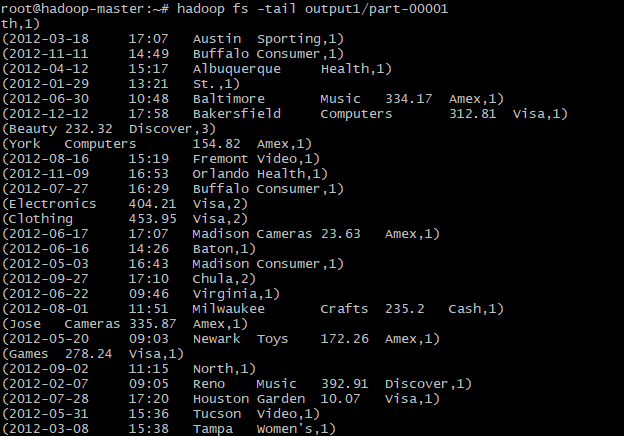 root@hadoop-master:~# hadoop fs -tail output1/part-00001
th,1)
(2012-03-18 17:07 Austin Sporting,1)
(2012-11-11 14:49 Buffalo Consumer,1)
(2012-04-12 15:17 Albuquerque Health,1)
(2012-01-29 13:21 St.,1)
(2012-06-30 10:48 Baltimore Music 334.17 Amex,1)
(2012-12-12 17:58 Bakersfield Computers 312.81 Visa,1)
(Beauty 232.32 Discover,3)
(York Computers 154.82 Amex,1)
(2012-08-16 15:19 Fremont Video,1)
(2012-11-09 16:53 Orlando Health,1)
(2012-07-27 16:29 Buffalo Consumer,1)
(Electronics 404.21 Visa,2)
(Clothing 453.95 Visa,2)
(2012-06-17 17:07 Madison Cameras 23.63 Amex,1)
(2012-06-16 14:26 Baton,1)
(2012-05-03 16:43 Madison Consumer,1)
(2012-09-27 17:10 Chula,2)
(2012-06-22 09:46 Virginia,1)
(2012-08-01 11:51 Milwaukee Crafts 235.2 Cash,1)
(Jose Cameras 335.87 Amex,1)
(2012-05-20 09:03 Newark Toys 172.26 Amex,1)
(Games 278.24 Visa,1)
(2012-09-02 11:15 North,1)
(2012-02-07 09:05 Reno Music 392.91 Discover,1)
(2012-07-28 17:20 Houston Garden 10.07 Visa,1)
(2012-05-31 15:36 Tucson Video,1)
(2012-03-08 15:38 Tampa Women's,1)